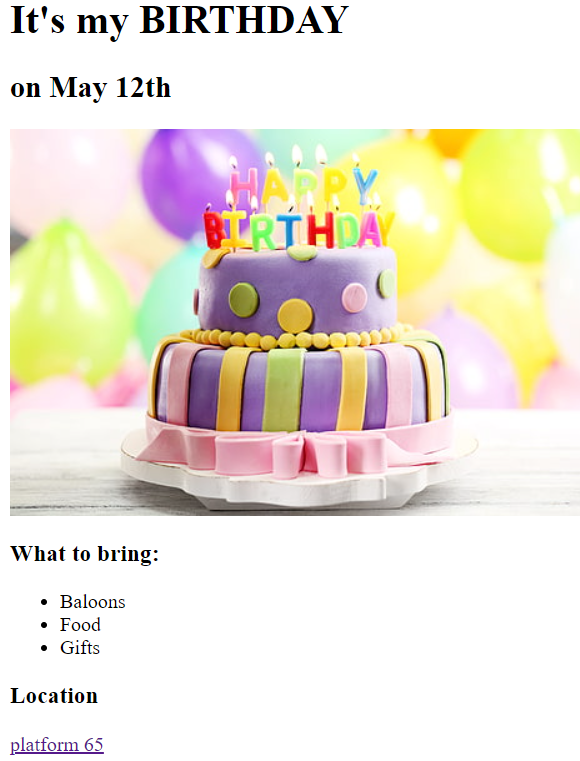 It's my BIRTHDAY
on May 12th
HAPPY
BIRTHDAY
What to bring:
Baloons
Food
Gifts
Location
platform 65